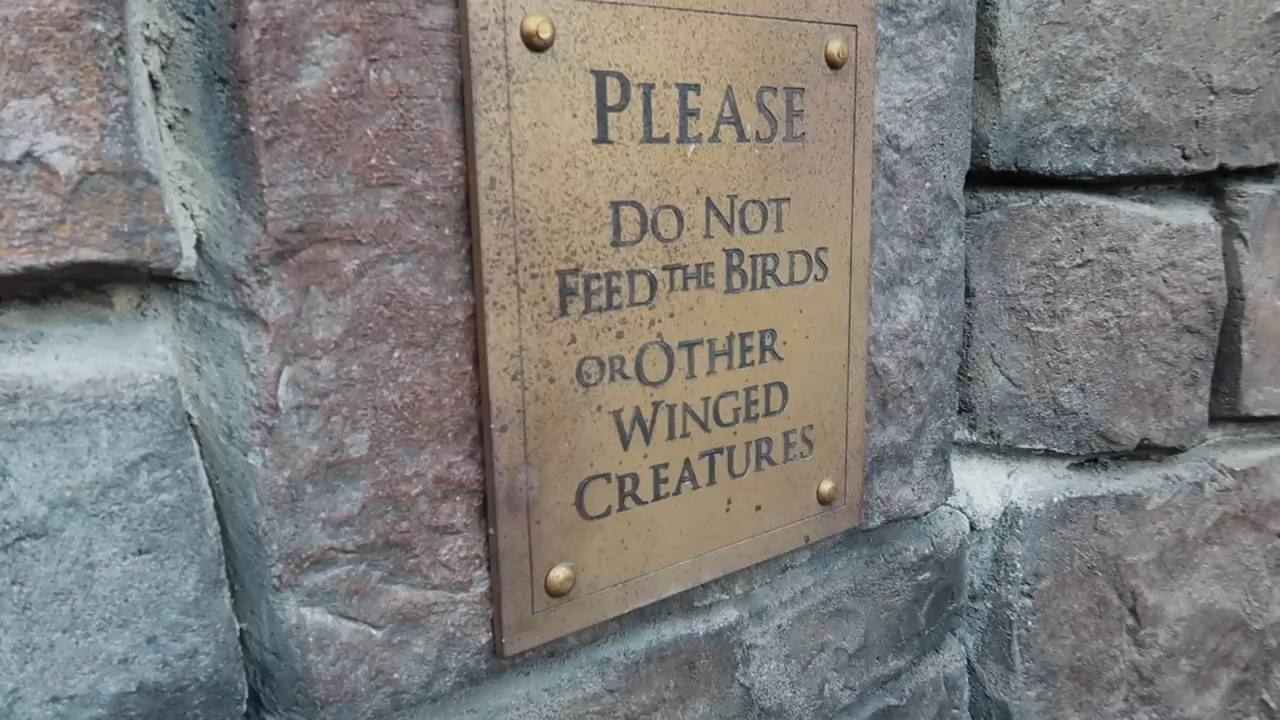 PLEASE
DO NOT
FEED THE BIRDS
OR OTHER
WINGED
CREATURES